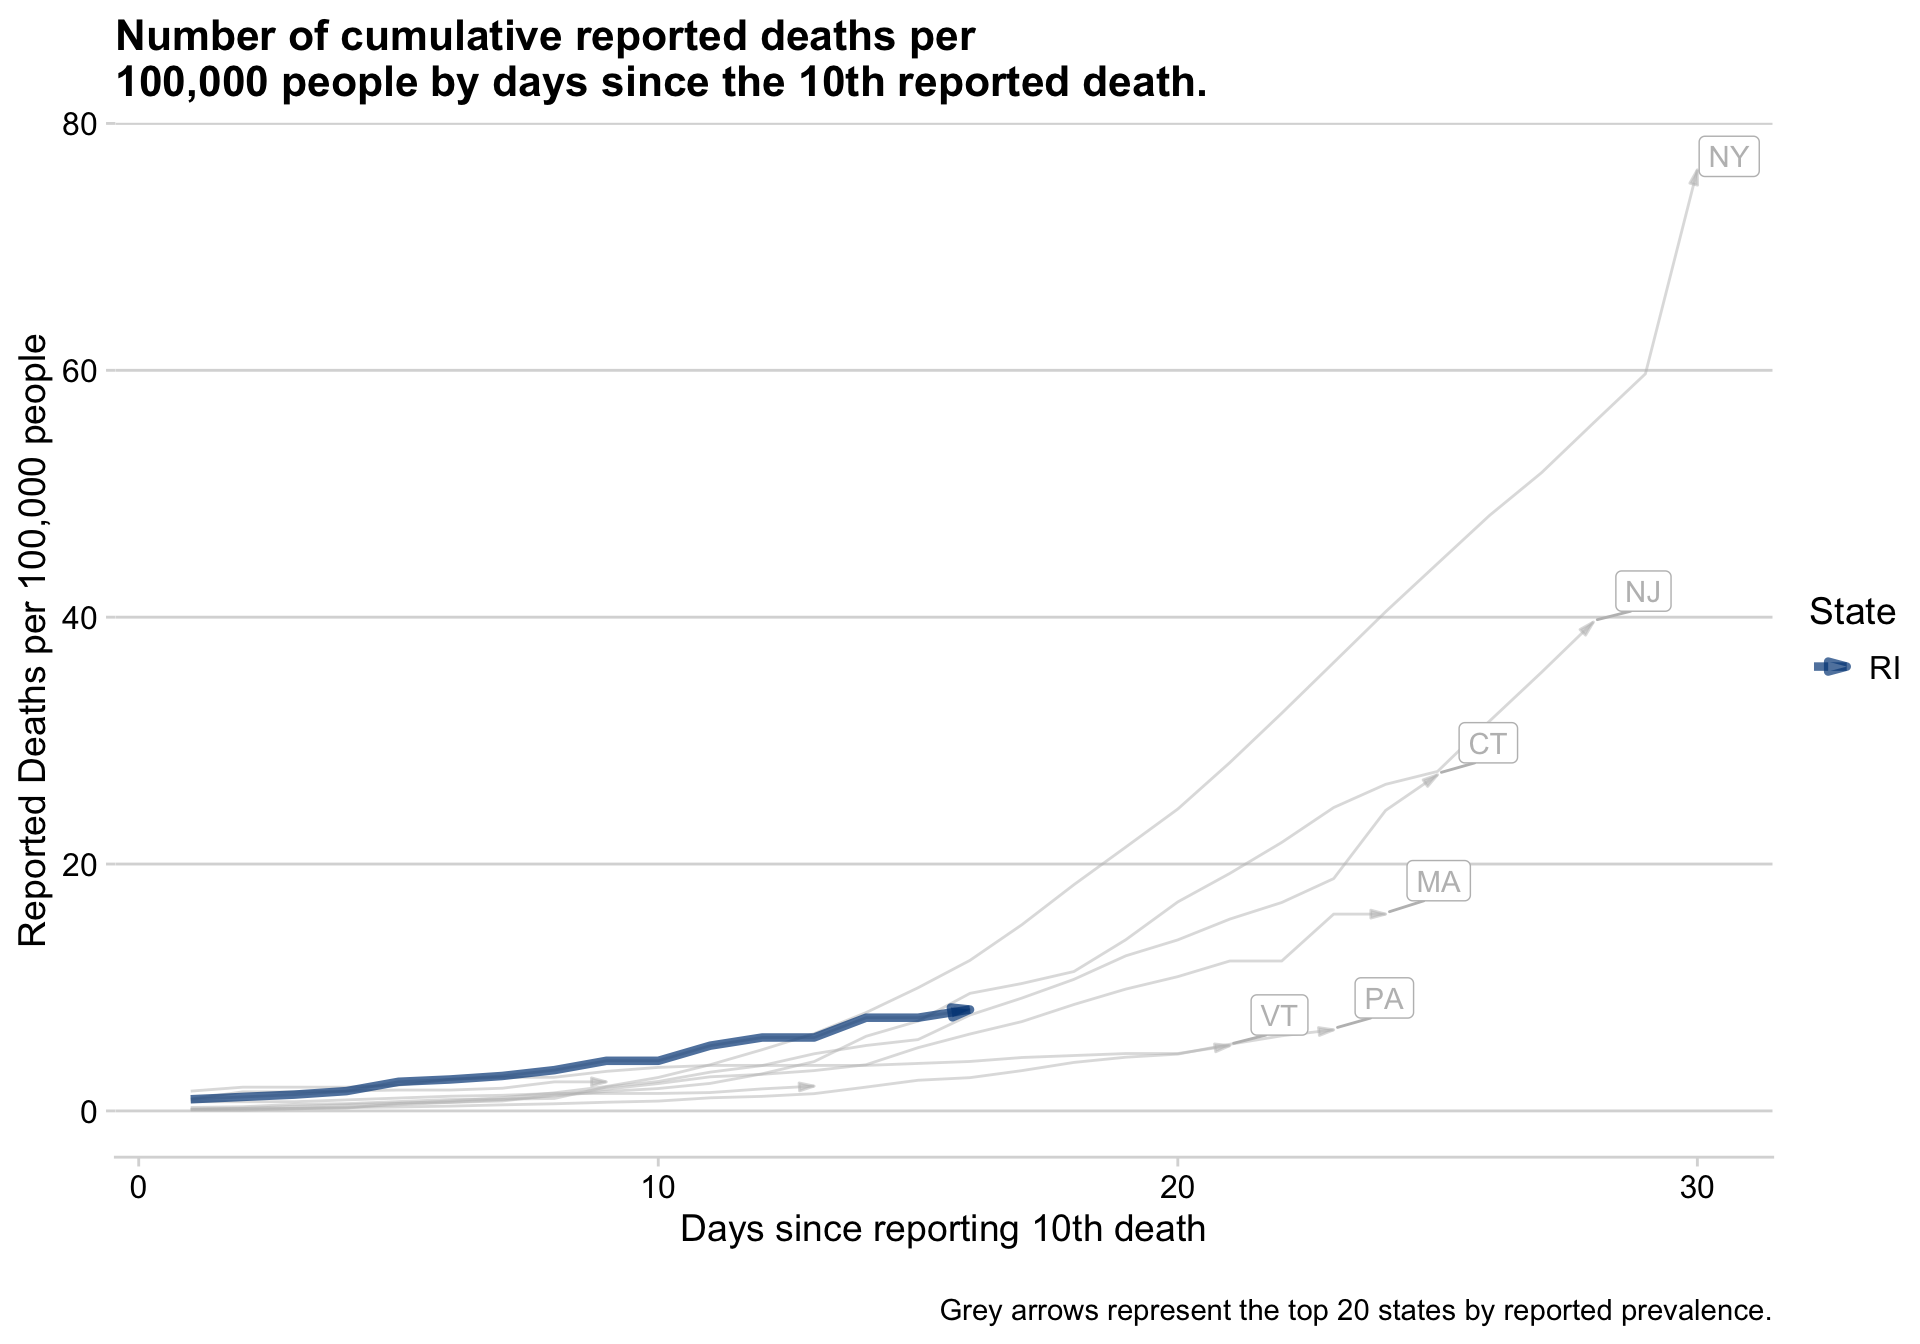 Number of cumulative reported deaths per
100,000 people by days since the 10th reported death.
Reported Deaths per 100,000 people
80
60
40
20
0
NY
NJ
CT
MA
PA
VT
State
RI
0
10
20
30
Days since reporting 10th death
Grey arrows represent the top 20 states by reported prevalence.